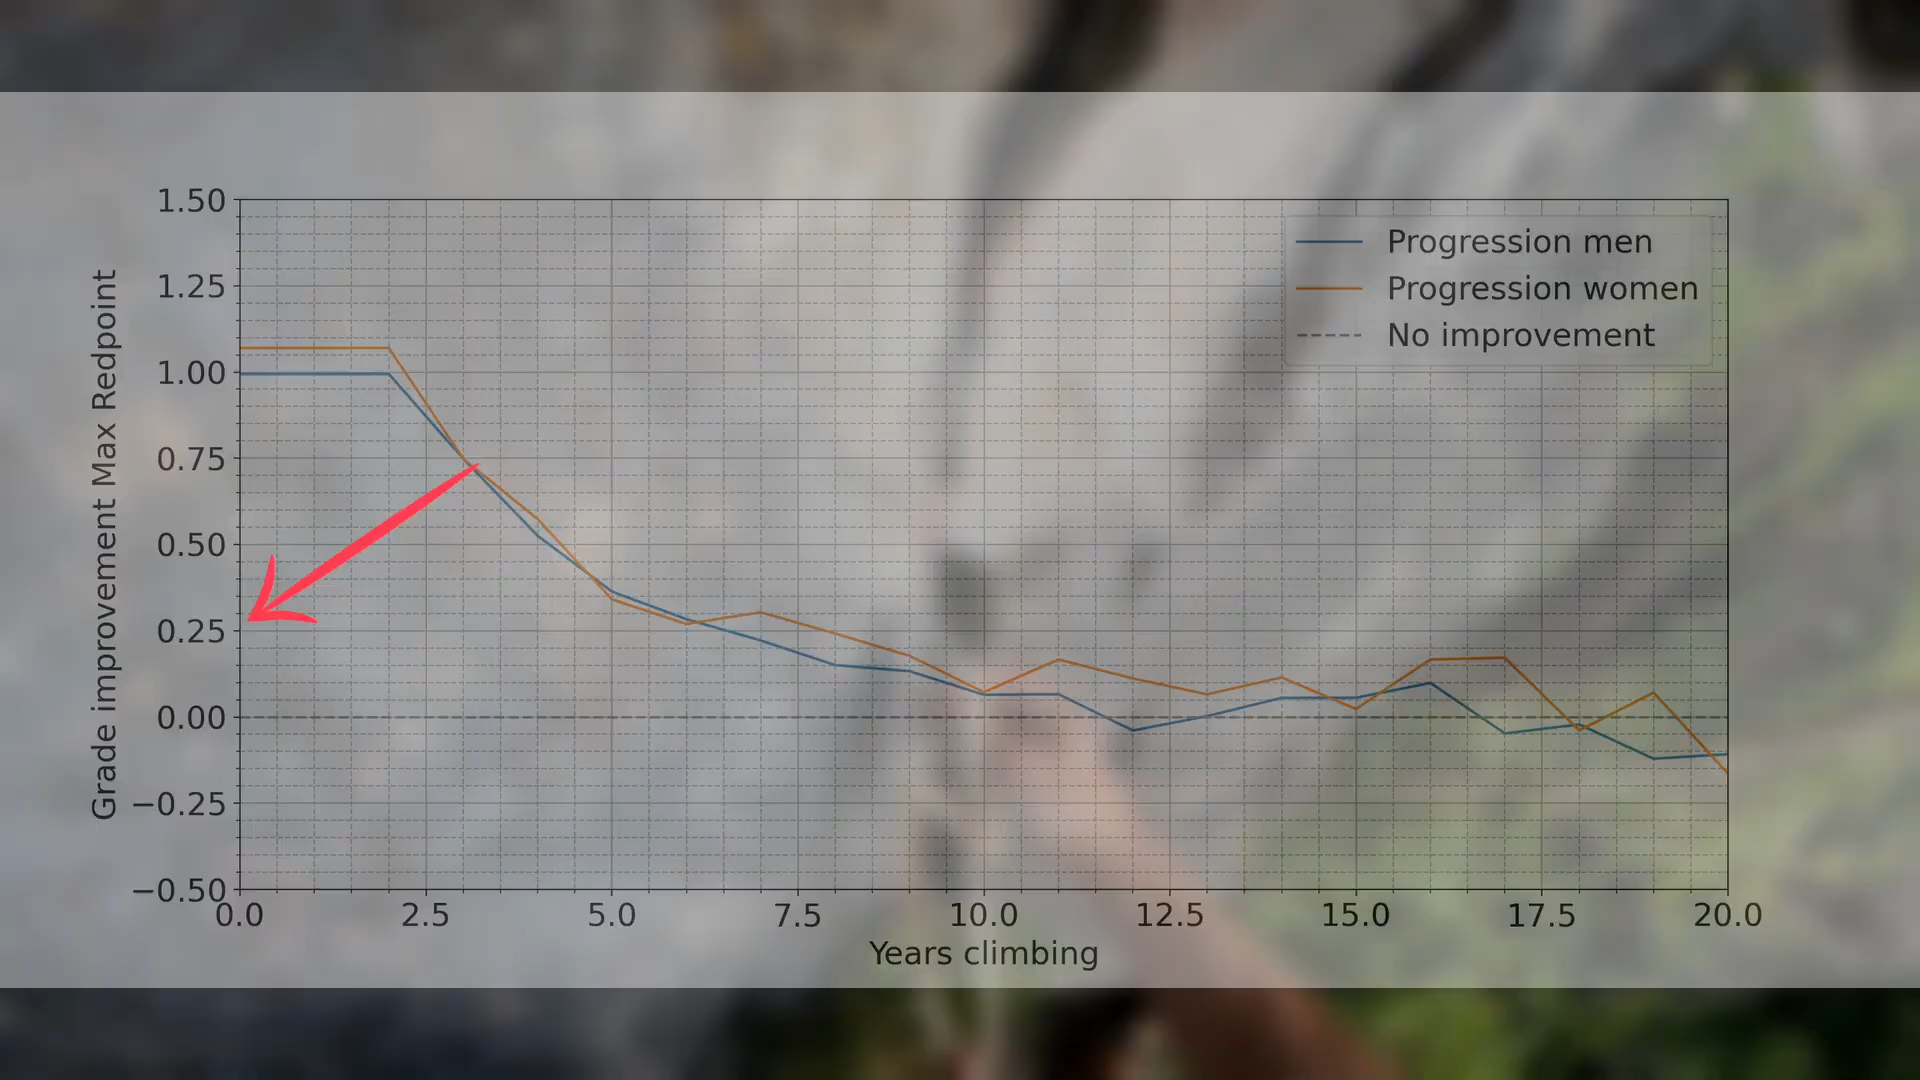 1.50
1.25
1.00
0.75
0.50
0.25
0.00
−0.25
−0.50
Grade improvement Max Redpoint
Progression men
Progression women
No improvement
0.0 2.5 5.0 7.5 10.0 12.5 15.0 17.5 20.0
Years climbing